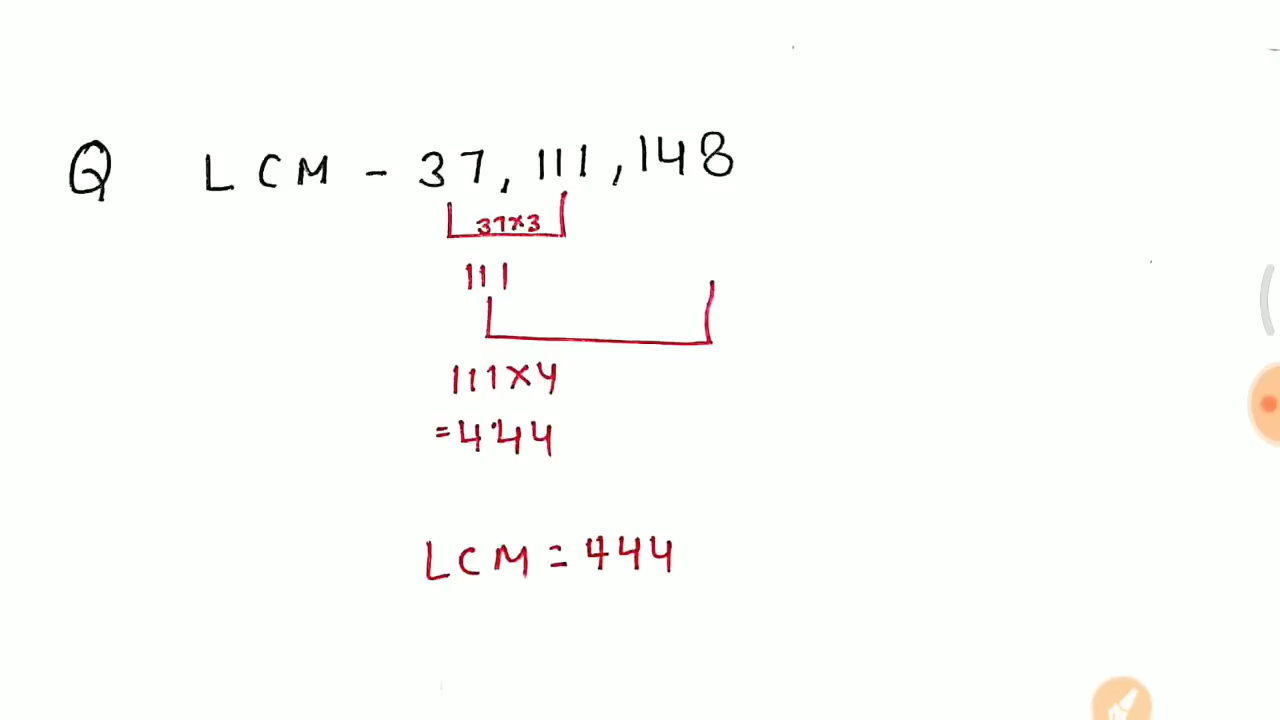 Q LCM - 37, 111, 148
37×3
111
111×4
=444
LCM = 444